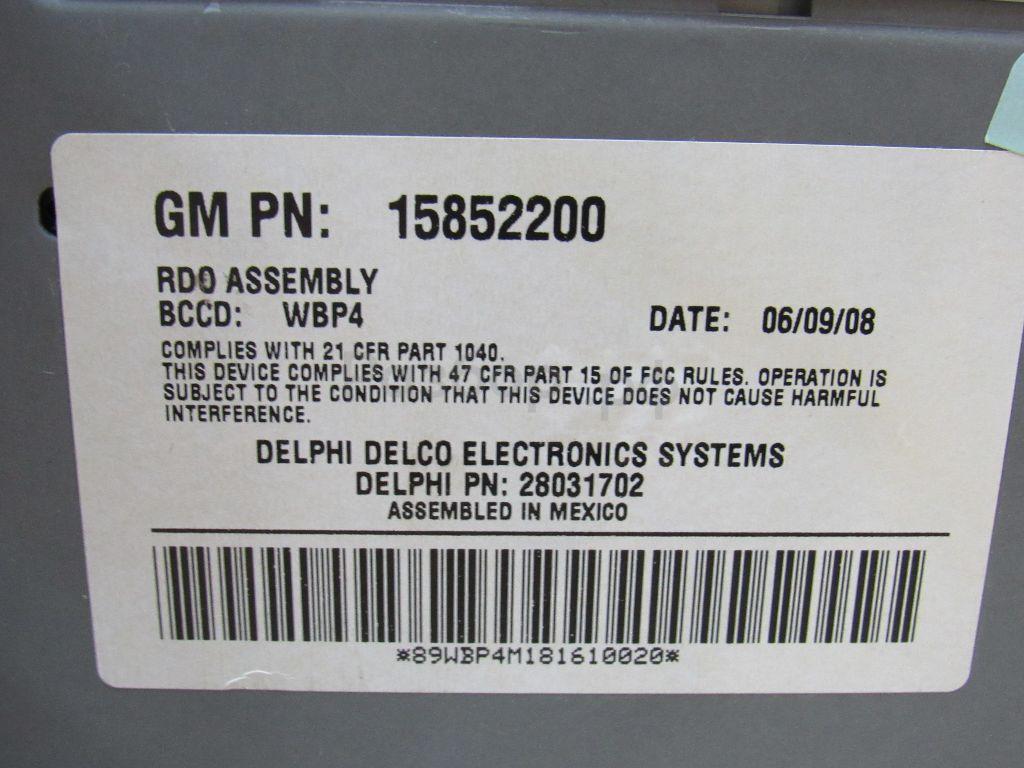 GM PN: 15852200
RDO ASSEMBLY
BCCD: WBP4 DATE: 06/09/08
COMPLIES WITH 21 CFR PART 1040.
THIS DEVICE COMPLIES WITH 47 CFR PART 15 OF FCC RULES. OPERATION IS
SUBJECT TO THE CONDITION THAT THIS DEVICE DOES NOT CAUSE HARMFUL
INTERFERENCE.
DELPHI DELCO ELECTRONICS SYSTEMS
DELPHI PN: 28031702
ASSEMBLED IN MEXICO
*89WBP4M181610020*